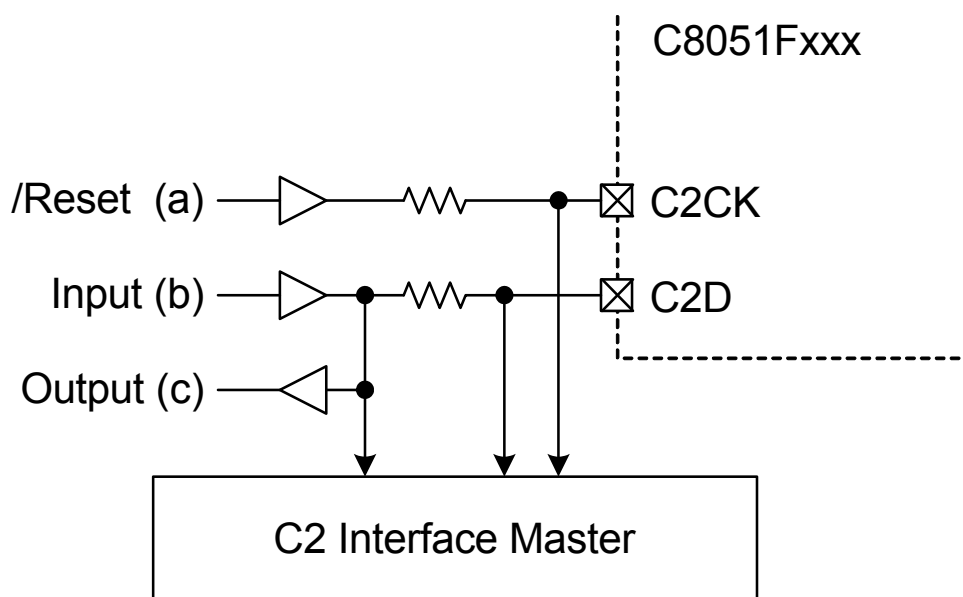 C8051Fxxx
/Reset (a)
C2CK
Input (b)
C2D
Output (c)
C2 Interface Master